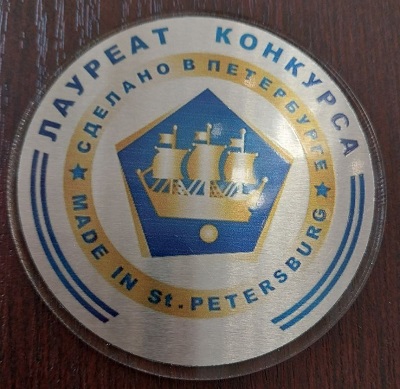 ЛАУРЕАТ КОНКУРСА
СДЕЛАНО В ПЕТЕРБУРГЕ
MADE IN St. PETERSBURG